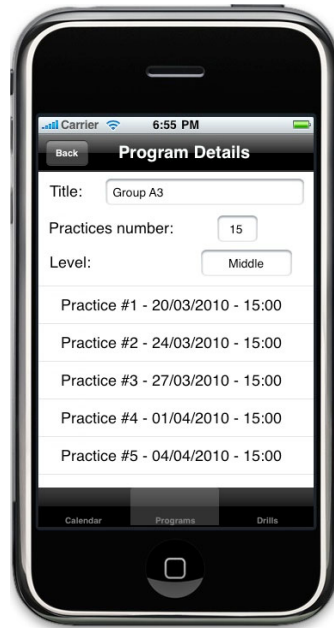 Carrier 6:55 PM
Back Program Details
Title: Group A3
Practices number: 15
Level: Middle
Practice #1 - 20/03/2010 - 15:00
Practice #2 - 24/03/2010 - 15:00
Practice #3 - 27/03/2010 - 15:00
Practice #4 - 01/04/2010 - 15:00
Practice #5 - 04/04/2010 - 15:00
Calendar Programs Drills